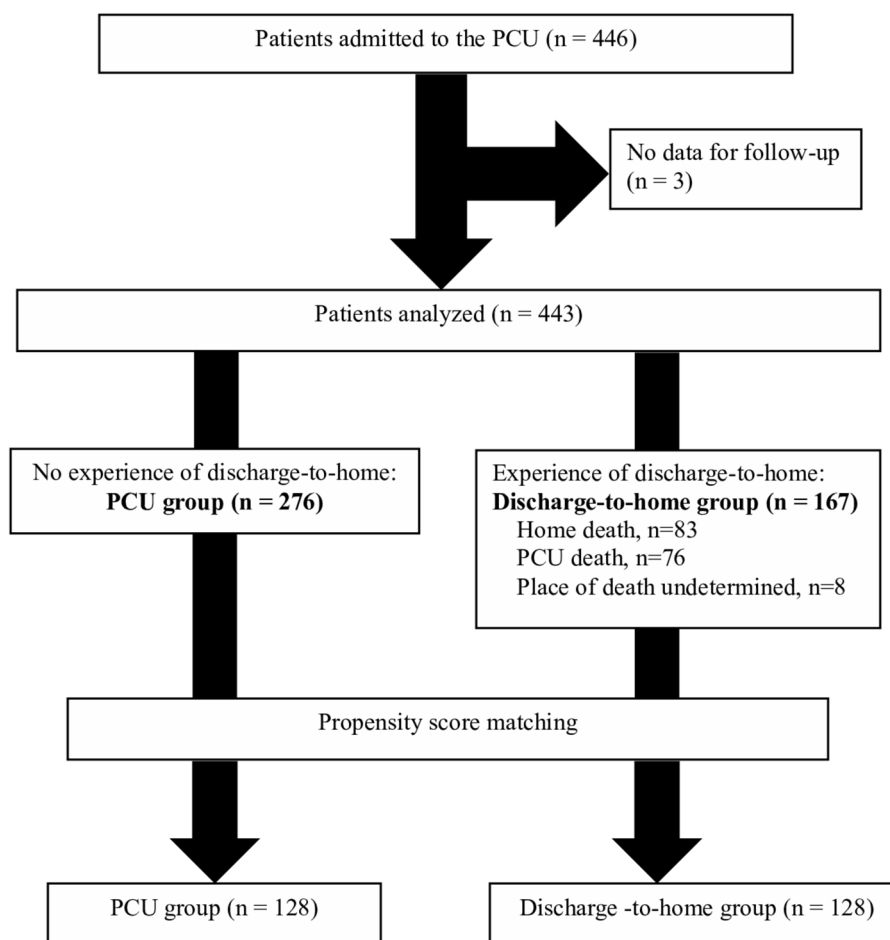 Patients admitted to the PCU (n = 446)
No data for follow-up
(n = 3)
Patients analyzed (n = 443)
No experience of discharge-to-home:
PCU group (n = 276)
Experience of discharge-to-home:
Discharge-to-home group (n = 167)
Home death, n=83
PCU death, n=76
Place of death undetermined, n=8
Propensity score matching
PCU group (n = 128)
Discharge -to-home group (n = 128)